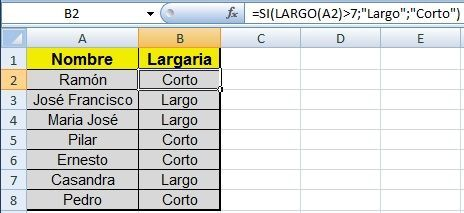 B2 fx =SI(LARGO(A2)>7;"Largo";"Corto")
A B C D E
1 Nombre Largaria
2 Ramón Corto
3 José Francisco Largo
4 Maria José Largo
5 Pilar Corto
6 Ernesto Corto
7 Casandra Largo
8 Pedro Corto